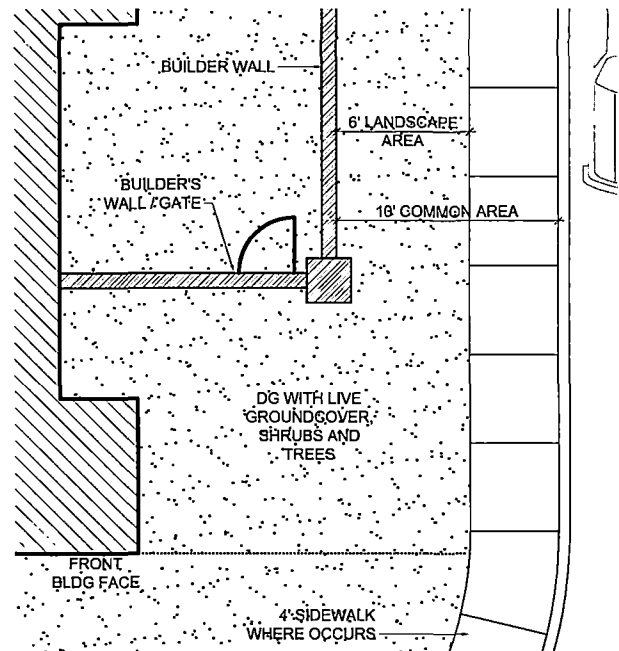 BUILDER WALL
6' LANDSCAPE
AREA
BUILDER'S
WALL / GATE
10' COMMON AREA
DG WITH LIVE
GROUNDCOVER,
SHRUBS AND
TREES
FRONT
BLDG FACE
4' SIDEWALK
WHERE OCCURS